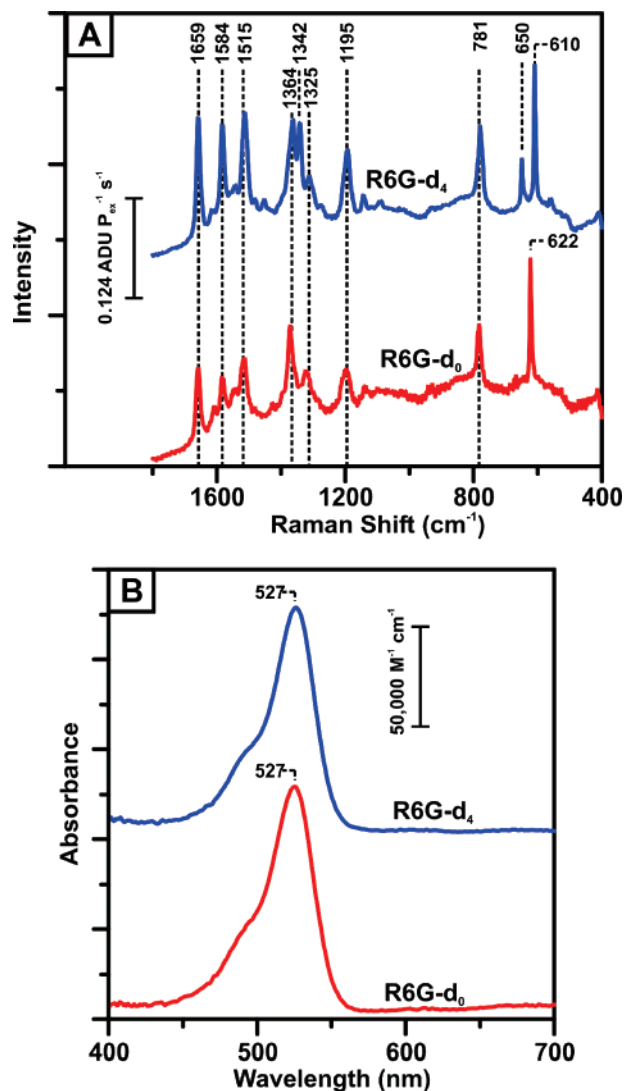 A
1659
1584
1515
1364
1342
1325
1195
781
650
610
R6G-d₄
0.124 ADU Pₑₓ⁻¹ s⁻¹
622
R6G-d₀
Intensity
1600
1200
800
400
Raman Shift (cm⁻¹)
B
527
50,000 M⁻¹ cm⁻¹
R6G-d₄
527
R6G-d₀
Absorbance
400
500
600
700
Wavelength (nm)